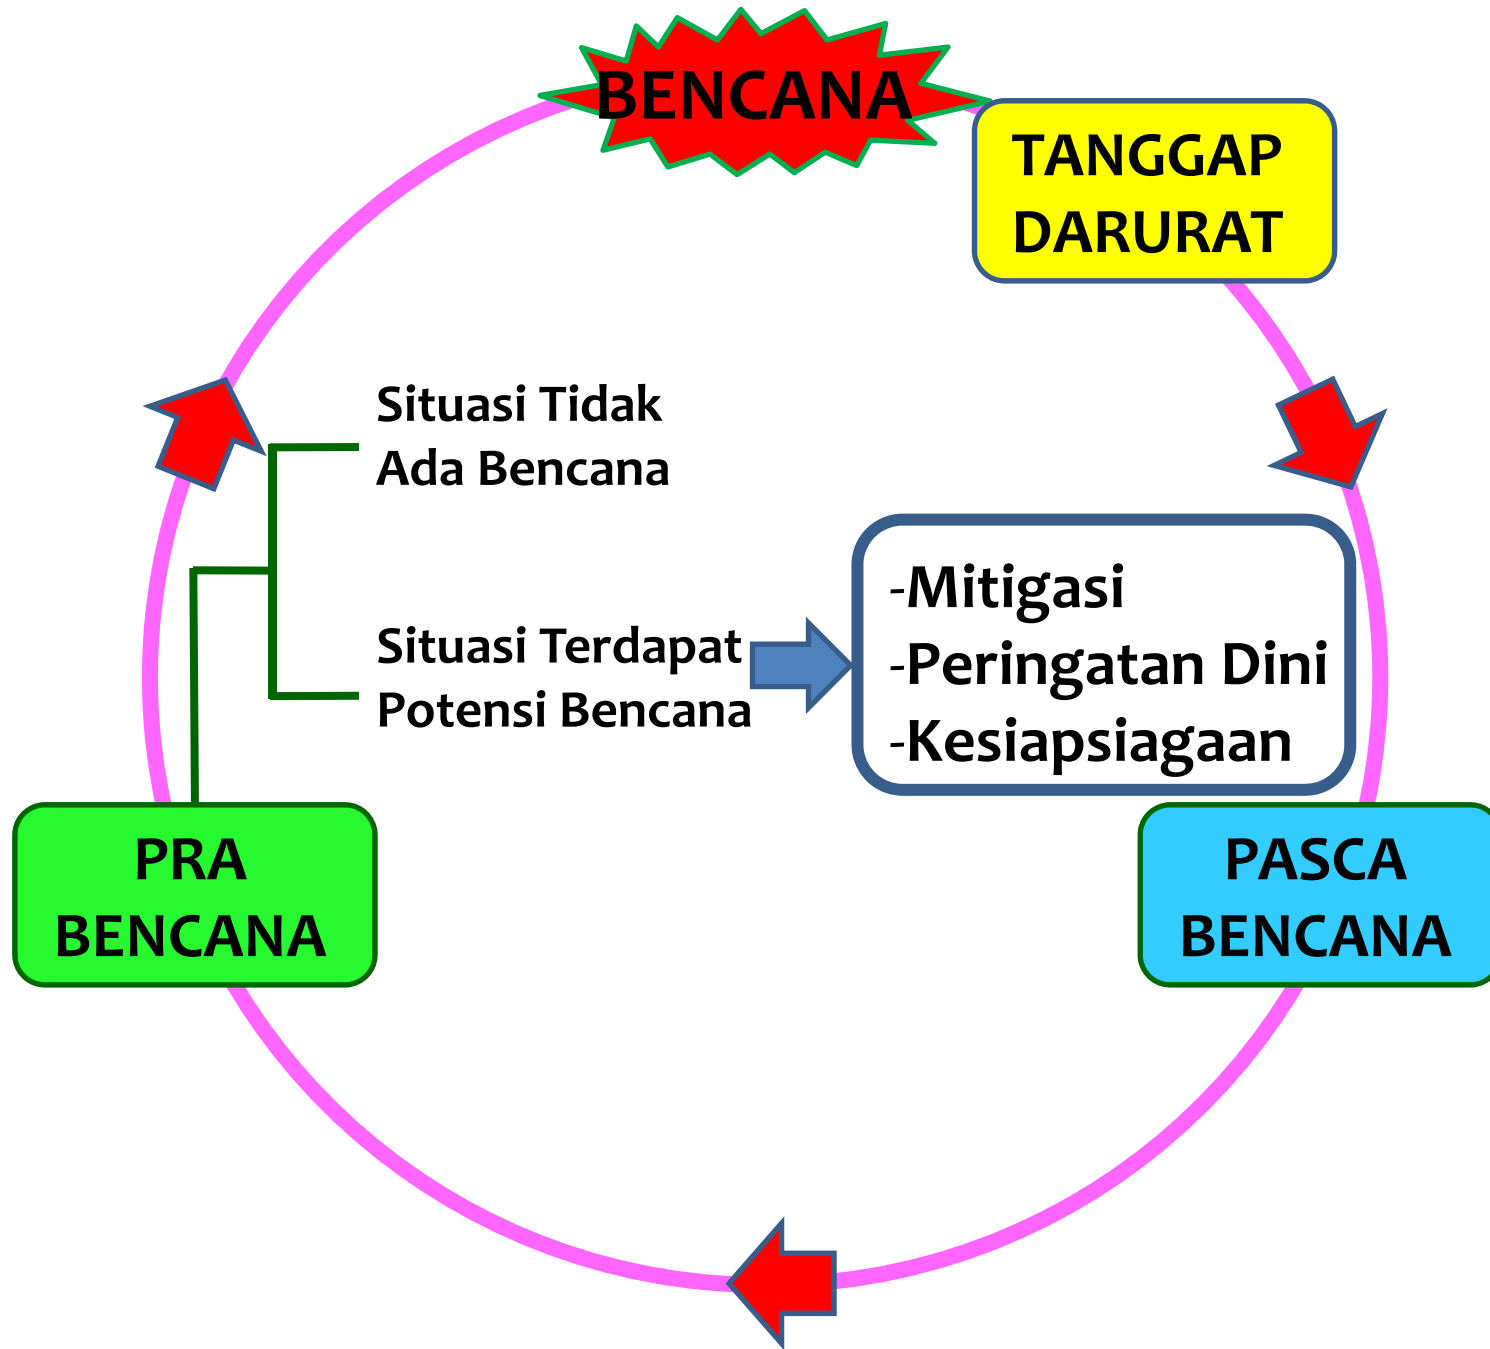 BENCANA
TANGGAP
DARURAT
Situasi Tidak
Ada Bencana
Situasi Terdapat
Potensi Bencana
-Mitigasi
-Peringatan Dini
-Kesiapsiagaan
PRA
BENCANA
PASCA
BENCANA